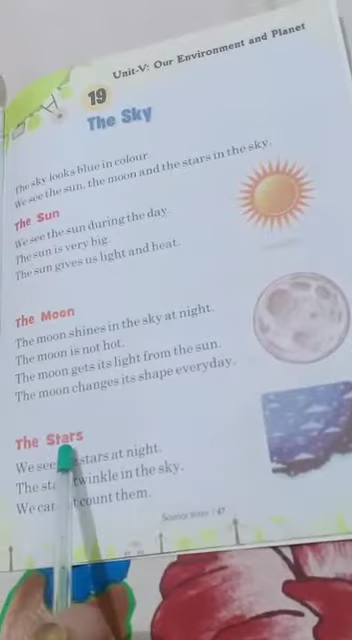 Unit-V: Our Environment and Planet
19
The Sky
The sky looks blue in colour.
We see the sun, the moon and the stars in the sky.
The Sun
We see the sun during the day.
The sun is very big.
The sun gives us light and heat.
The Moon
The moon shines in the sky at night.
The moon is not hot.
The moon gets its light from the sun.
The moon changes its shape everyday.
The Stars
We see stars at night.
The twinkle in the sky.
We count them.
47